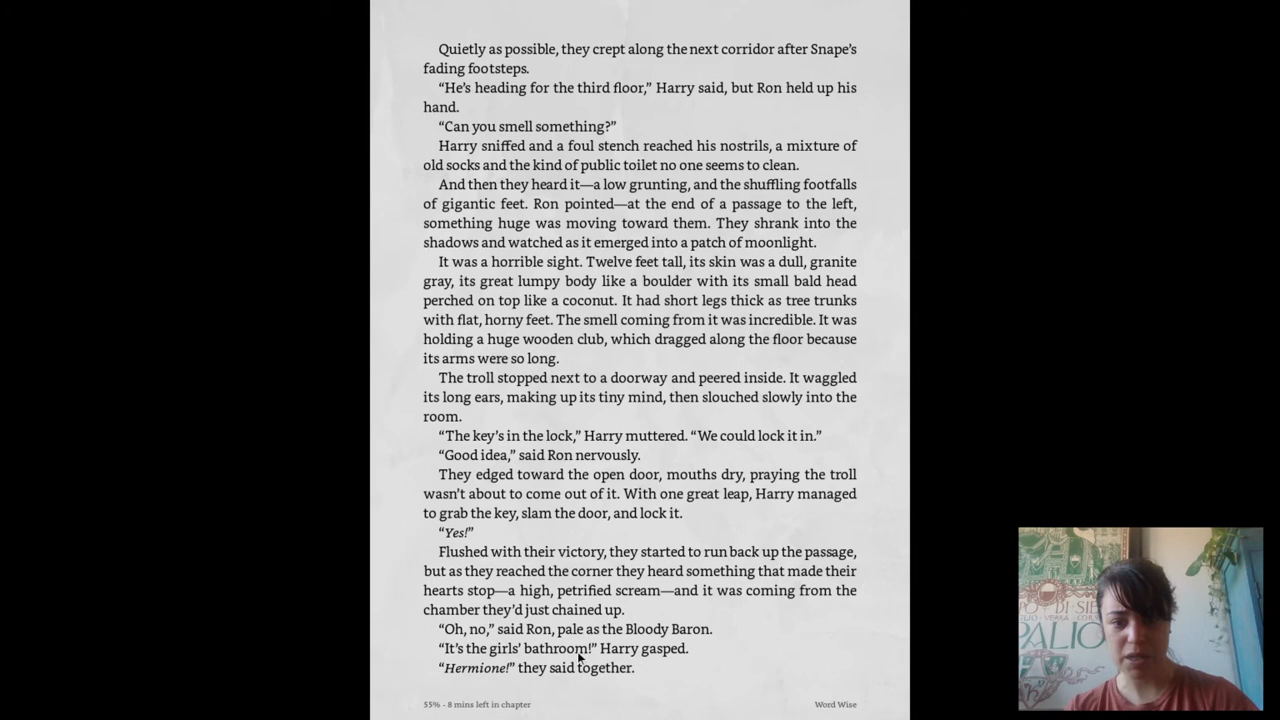 Quietly as possible, they crept along the next corridor after Snape's
fading footsteps.
“He's heading for the third floor,” Harry said, but Ron held up his
hand.
“Can you smell something?”
Harry sniffed and a foul stench reached his nostrils, a mixture of
old socks and the kind of public toilet no one seems to clean.
And then they heard it—a low grunting, and the shuffling footfalls
of gigantic feet. Ron pointed—at the end of a passage to the left,
something huge was moving toward them. They shrank into the
shadows and watched as it emerged into a patch of moonlight.
It was a horrible sight. Twelve feet tall, its skin was a dull, granite
gray, its great lumpy body like a boulder with its small bald head
perched on top like a coconut. It had short legs thick as tree trunks
with flat, horny feet. The smell coming from it was incredible. It was
holding a huge wooden club, which dragged along the floor because
its arms were so long.
The troll stopped next to a doorway and peered inside. It waggled
its long ears, making up its tiny mind, then slouched slowly into the
room.
“The key's in the lock,” Harry muttered. “We could lock it in.”
“Good idea,” said Ron nervously.
They edged toward the open door, mouths dry, praying the troll
wasn't about to come out of it. With one great leap, Harry managed
to grab the key, slam the door, and lock it.
“Yes!”
Flushed with their victory, they started to run back up the passage,
but as they reached the corner they heard something that made their
hearts stop—a high, petrified scream—and it was coming from the
chamber they'd just chained up.
“Oh, no,” said Ron, pale as the Bloody Baron.
“It's the girls' bathroom!” Harry gasped.
“Hermione!” they said together.
55% - 8 mins left in chapter
Word Wise
PALIO